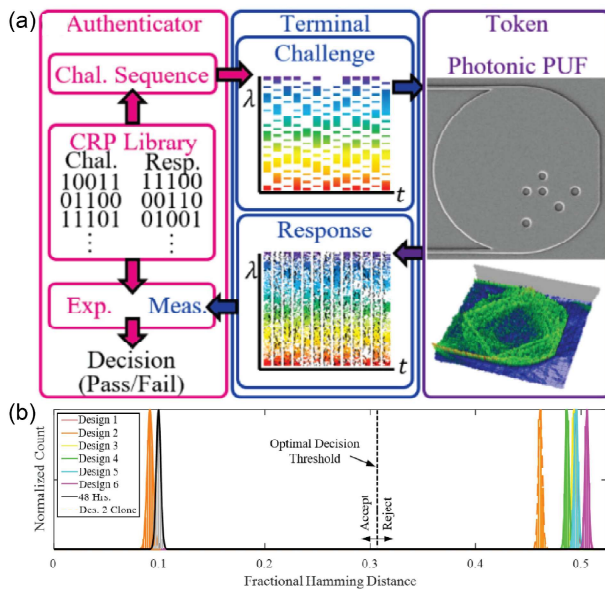 (a)
Authenticator
Chal. Sequence
CRP Library
Chal. Resp.
10011 11100
01100 00110
11101 01001
⋮ ⋮
Exp. Meas.
Decision
(Pass/Fail)
Terminal
Challenge
λ
t
Response
λ
t
Token
Photonic PUF
(b)
Normalized Count
Design 1
Design 2
Design 3
Design 4
Design 5
Design 6
48 Hrs.
Des. 2 Clone
Optimal Decision
Threshold
Accept
Reject
0 0.1 0.2 0.3 0.4 0.5
Fractional Hamming Distance